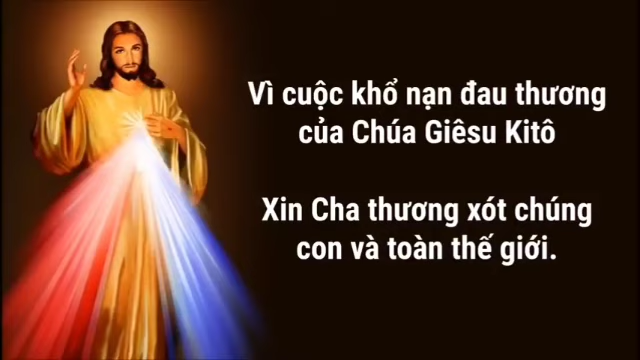 Vì cuộc khổ nạn đau thương
của Chúa Giêsu Kitô
Xin Cha thương xót chúng
con và toàn thế giới.